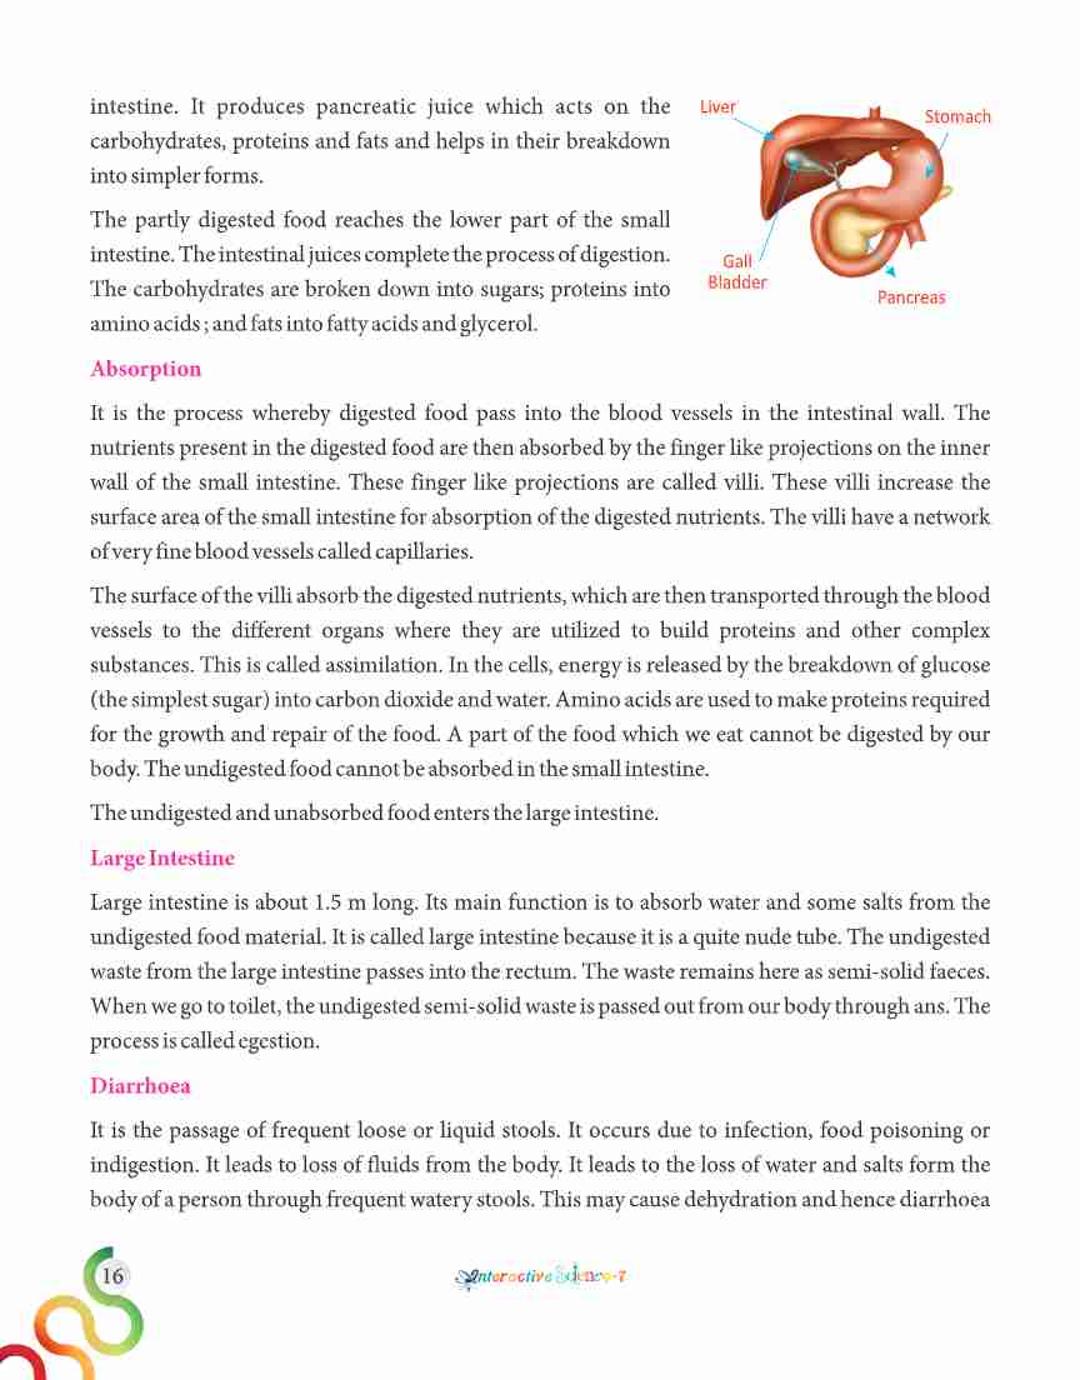 intestine. It produces pancreatic juice which acts on the
carbohydrates, proteins and fats and helps in their breakdown
into simpler forms.
The partly digested food reaches the lower part of the small
intestine. The intestinal juices complete the process of digestion.
The carbohydrates are broken down into sugars; proteins into
amino acids ; and fats into fatty acids and glycerol.
Liver
Stomach
Gall
Bladder
Pancreas
Absorption
It is the process whereby digested food pass into the blood vessels in the intestinal wall. The
nutrients present in the digested food are then absorbed by the finger like projections on the inner
wall of the small intestine. These finger like projections are called villi. These villi increase the
surface area of the small intestine for absorption of the digested nutrients. The villi have a network
of very fine blood vessels called capillaries.
The surface of the villi absorb the digested nutrients, which are then transported through the blood
vessels to the different organs where they are utilized to build proteins and other complex
substances. This is called assimilation. In the cells, energy is released by the breakdown of glucose
(the simplest sugar) into carbon dioxide and water. Amino acids are used to make proteins required
for the growth and repair of the food. A part of the food which we eat cannot be digested by our
body. The undigested food cannot be absorbed in the small intestine.
The undigested and unabsorbed food enters the large intestine.
Large Intestine
Large intestine is about 1.5 m long. Its main function is to absorb water and some salts from the
undigested food material. It is called large intestine because it is a quite nude tube. The undigested
waste from the large intestine passes into the rectum. The waste remains here as semi-solid faeces.
When we go to toilet, the undigested semi-solid waste is passed out from our body through ans. The
process is called egestion.
Diarrhoea
It is the passage of frequent loose or liquid stools. It occurs due to infection, food poisoning or
indigestion. It leads to loss of fluids from the body. It leads to the loss of water and salts form the
body of a person through frequent watery stools. This may cause dehydration and hence diarrhoea
16
Interactive Science-7